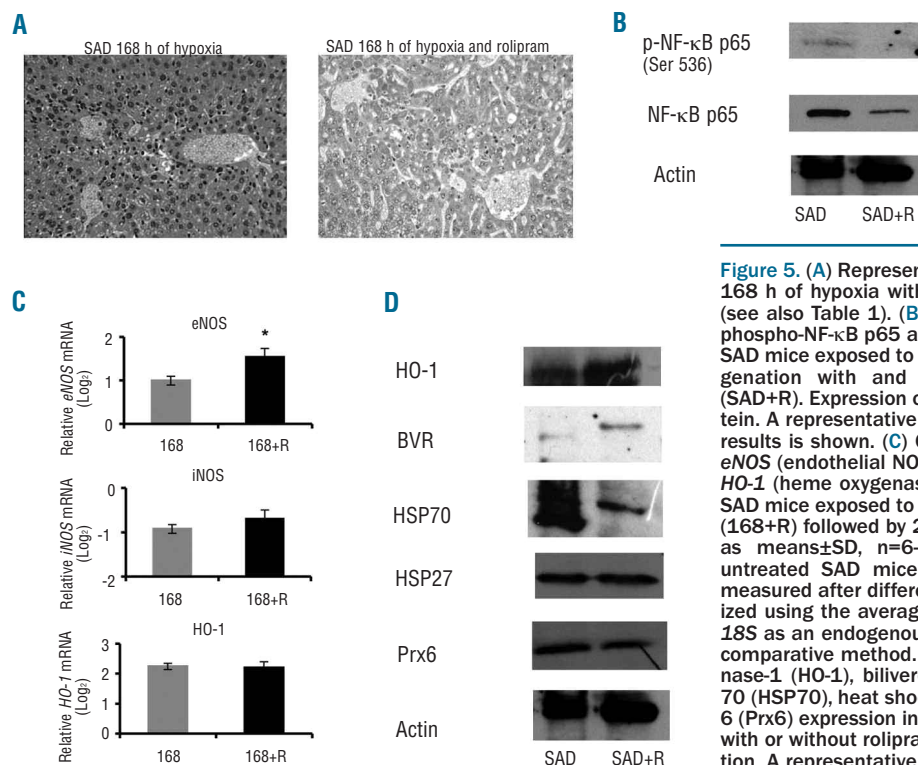 A
SAD 168 h of hypoxia
SAD 168 h of hypoxia and rolipram
B
p-NF-κB p65
(Ser 536)
NF-κB p65
Actin
SAD SAD+R
C
eNOS
Relative eNOS mRNA
(Log2)
2
1
0
*
168 168+R
iNOS
Relative iNOS mRNA
(Log2)
0
-1
-2
168 168+R
HO-1
Relative HO-1 mRNA
(Log2)
3
2
1
0
168 168+R
D
HO-1
BVR
HSP70
HSP27
Prx6
Actin
SAD SAD+R
Figure 5. (A) Represen
168 h of hypoxia with
(see also Table 1). (B
phospho-NF-κB p65 a
SAD mice exposed to
genation with and
(SAD+R). Expression o
tein. A representative
results is shown. (C)
eNOS (endothelial NO
HO-1 (heme oxygenas
SAD mice exposed to
(168+R) followed by 2
as means±SD, n=6-
untreated SAD mice
measured after differe
ized using the average
18S as an endogenou
comparative method.
nase-1 (HO-1), biliver
70 (HSP70), heat sho
6 (Prx6) expression in
with or without rolipra
tion. A representative